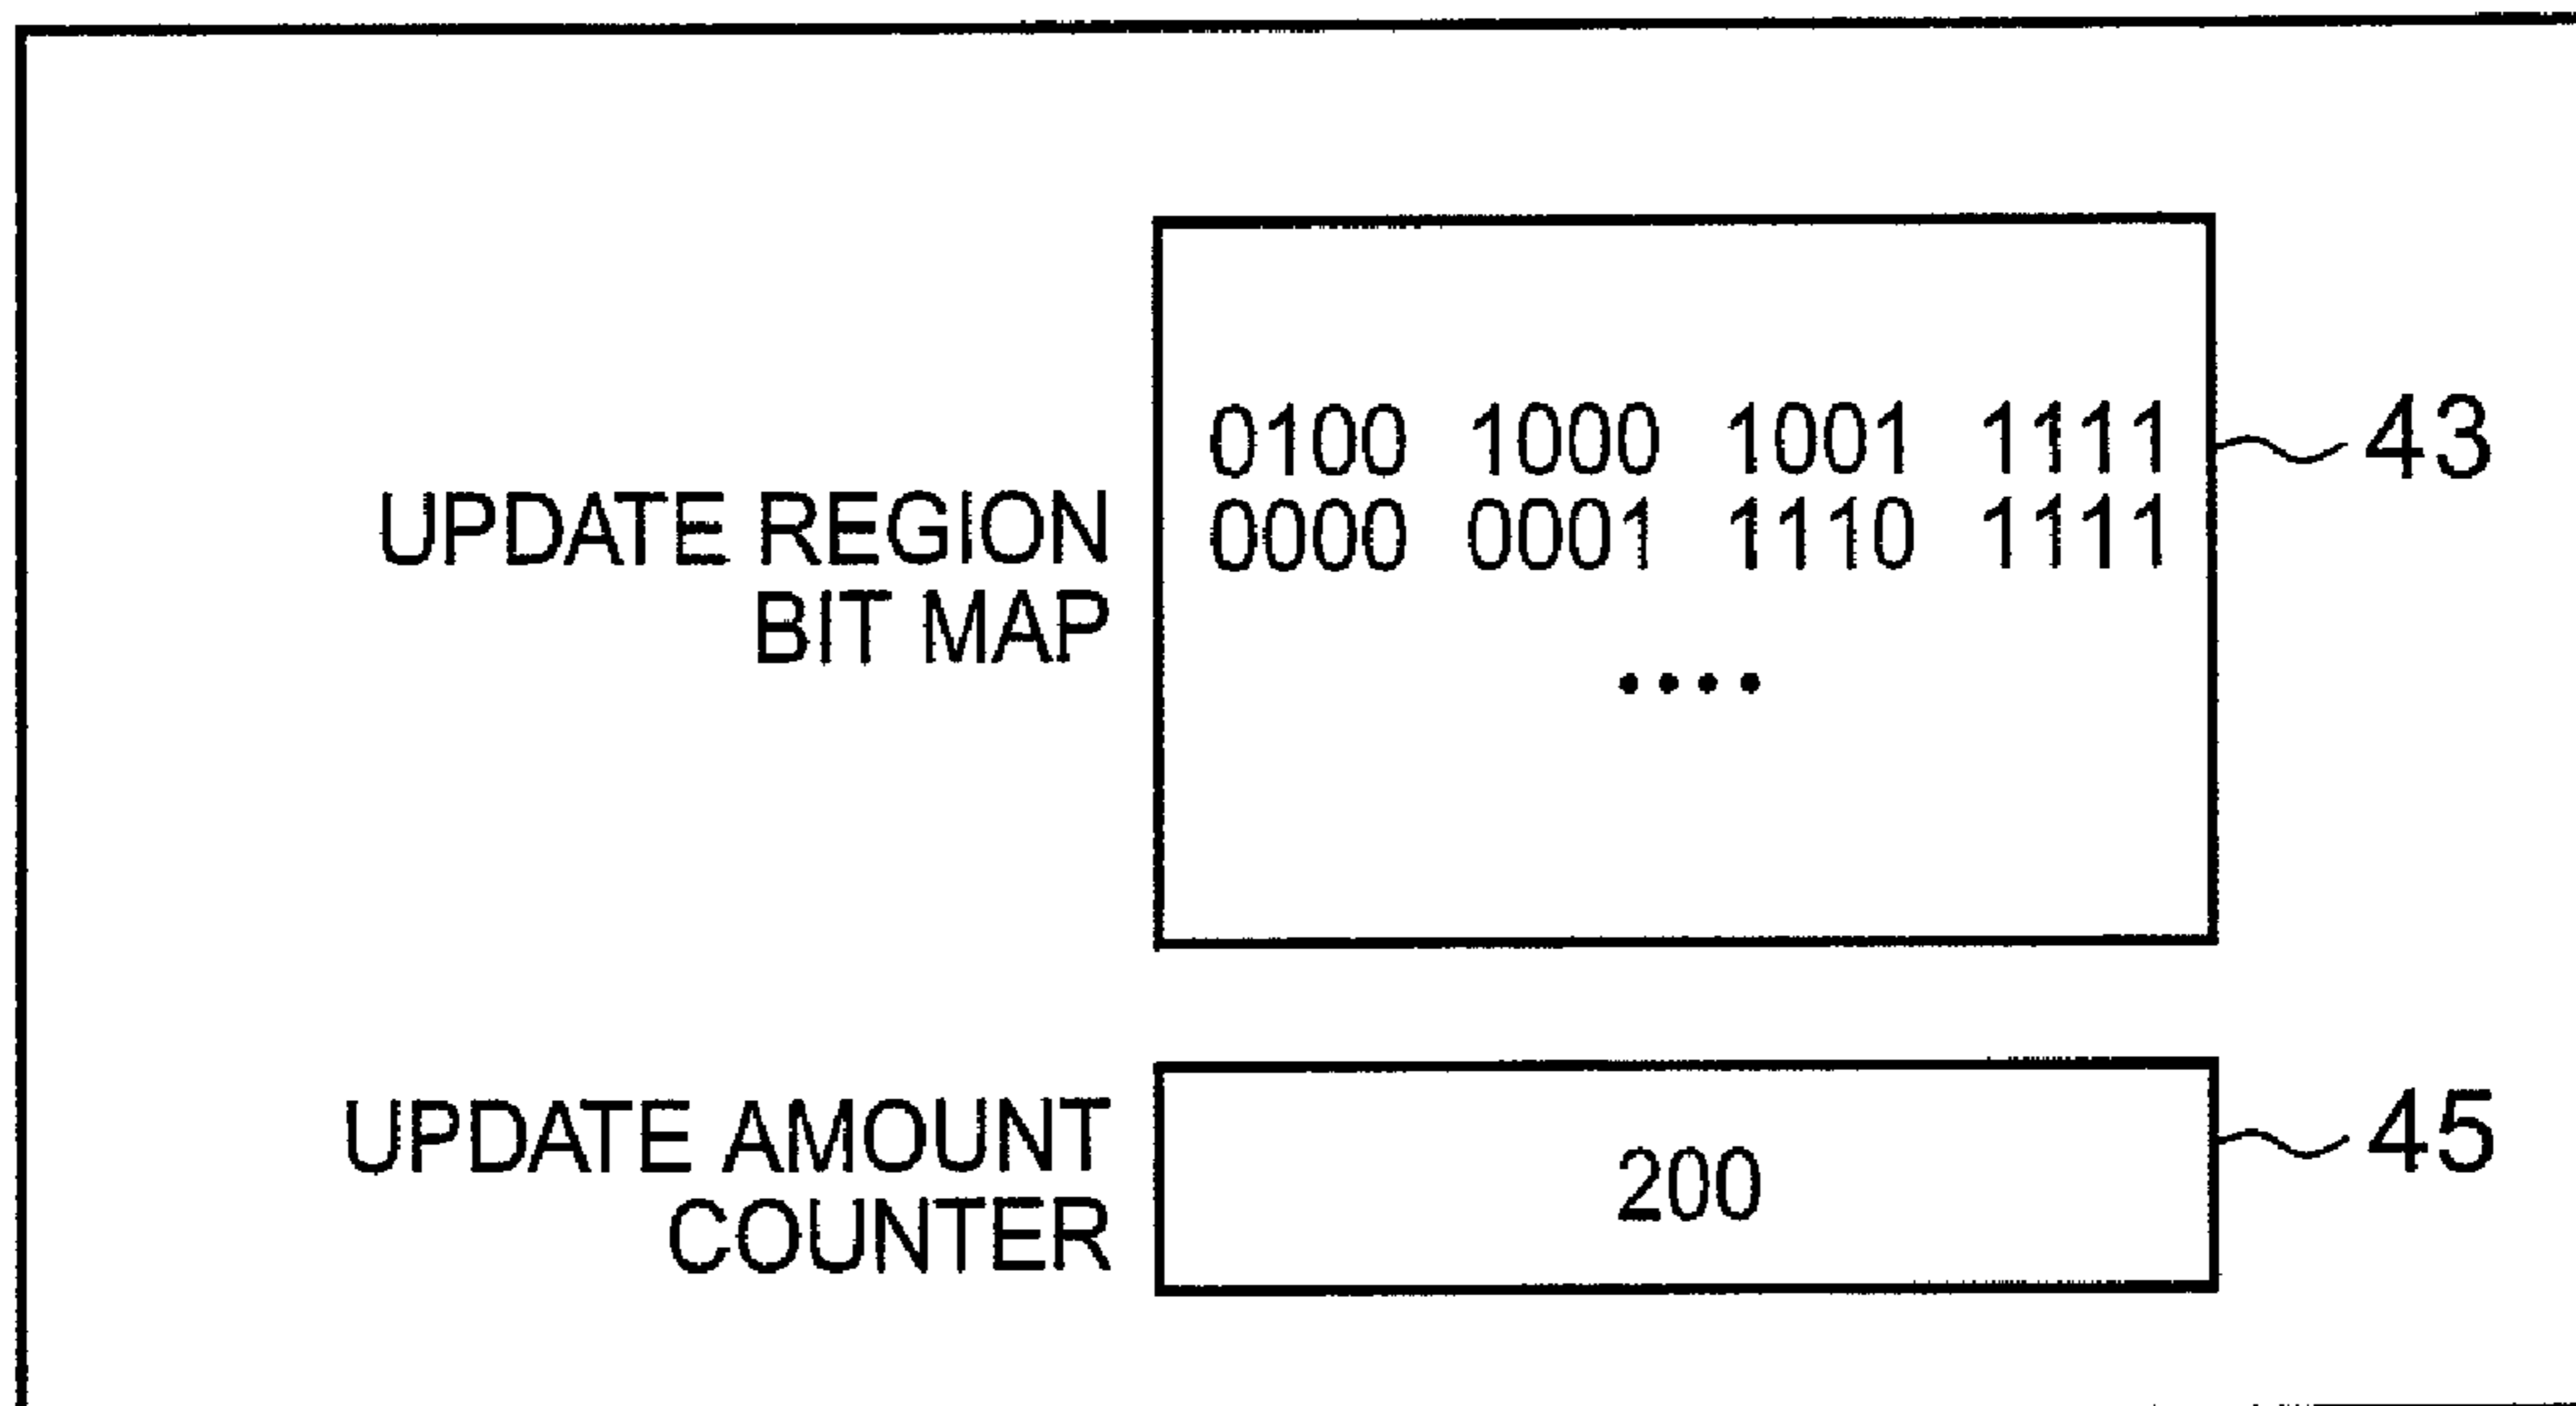 0100 1000 1001 1111 43
UPDATE REGION 0000 0001 1110 1111
BIT MAP
....
UPDATE AMOUNT 45
200
COUNTER